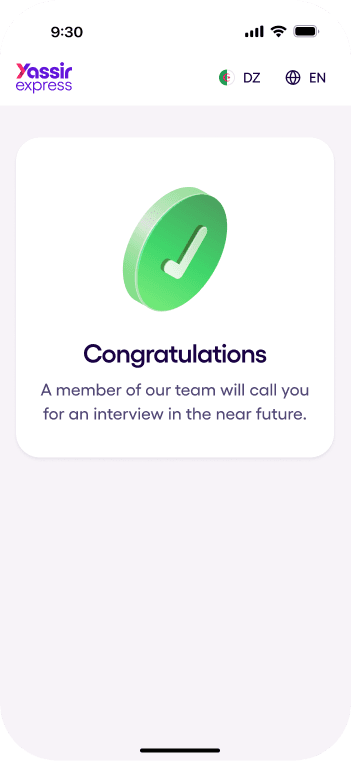 9:30
Yassir
express
DZ
EN
Congratulations
A member of our team will call you
for an interview in the near future.